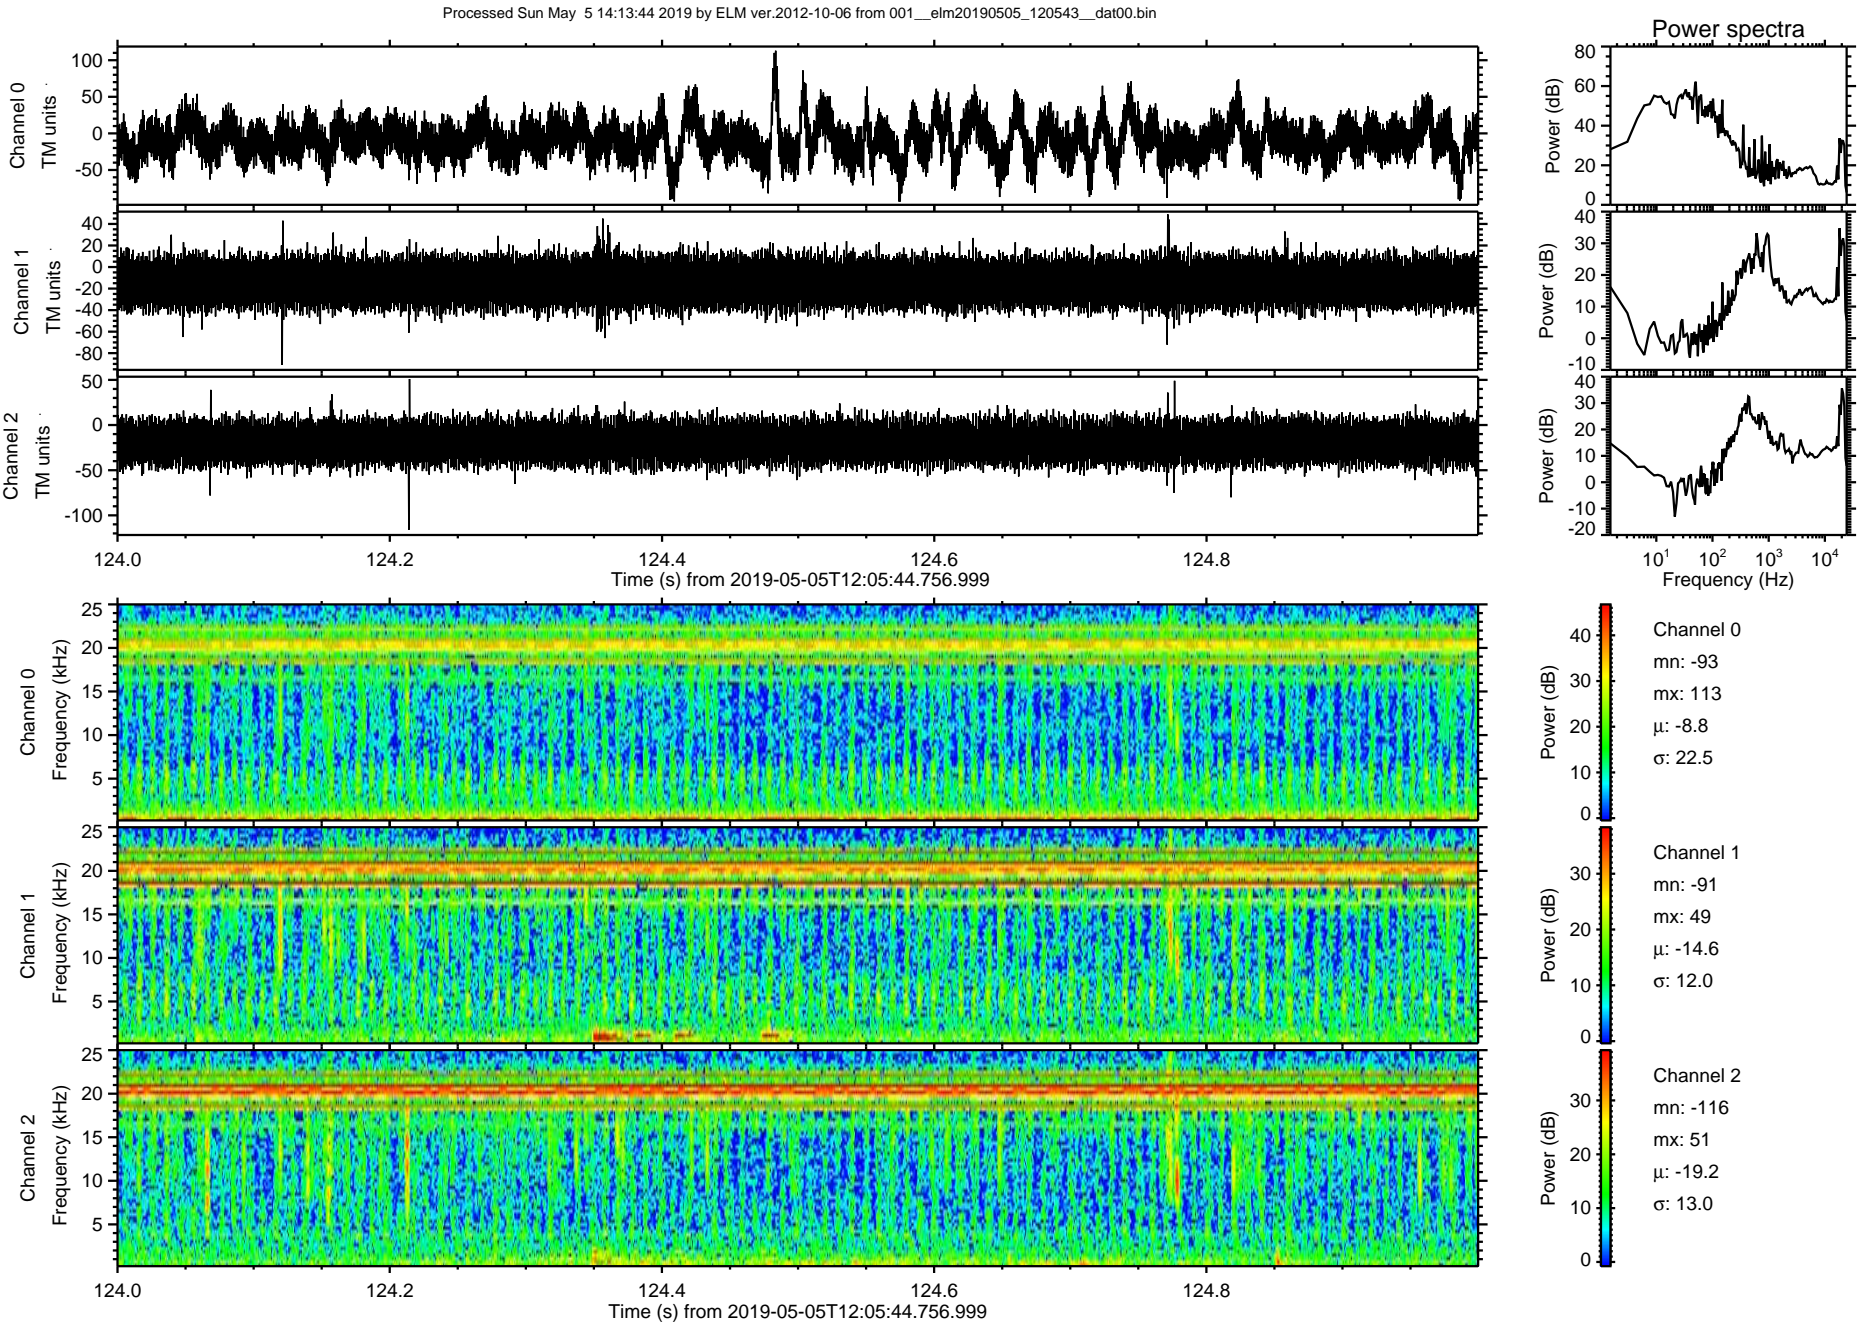 Processed Sun May  5 14:13:44 2019 by ELM ver.2012-10-06 from 001__elm20190505_120543__dat00.bin
Power spectra
Channel 0
TM units
100
50
0
-50
Power (dB)
80
60
40
20
0
Channel 1
TM units
40
20
0
-20
-40
-60
-80
Power (dB)
40
30
20
10
0
-10
Channel 2
TM units
50
0
-50
-100
Power (dB)
40
30
20
10
0
-10
-20
124.0 124.2 124.4 124.6 124.8
Time (s) from 2019-05-05T12:05:44.756.999
10¹ 10² 10³ 10⁴
Frequency (Hz)
Channel 0
Frequency (kHz)
25
20
15
10
5
Power (dB)
40
30
20
10
0
Channel 0
mn: -93
mx: 113
μ: -8.8
σ: 22.5
Channel 1
Frequency (kHz)
25
20
15
10
5
Power (dB)
30
20
10
0
Channel 1
mn: -91
mx: 49
μ: -14.6
σ: 12.0
Channel 2
Frequency (kHz)
25
20
15
10
5
Power (dB)
30
20
10
0
Channel 2
mn: -116
mx: 51
μ: -19.2
σ: 13.0
124.0 124.2 124.4 124.6 124.8
Time (s) from 2019-05-05T12:05:44.756.999